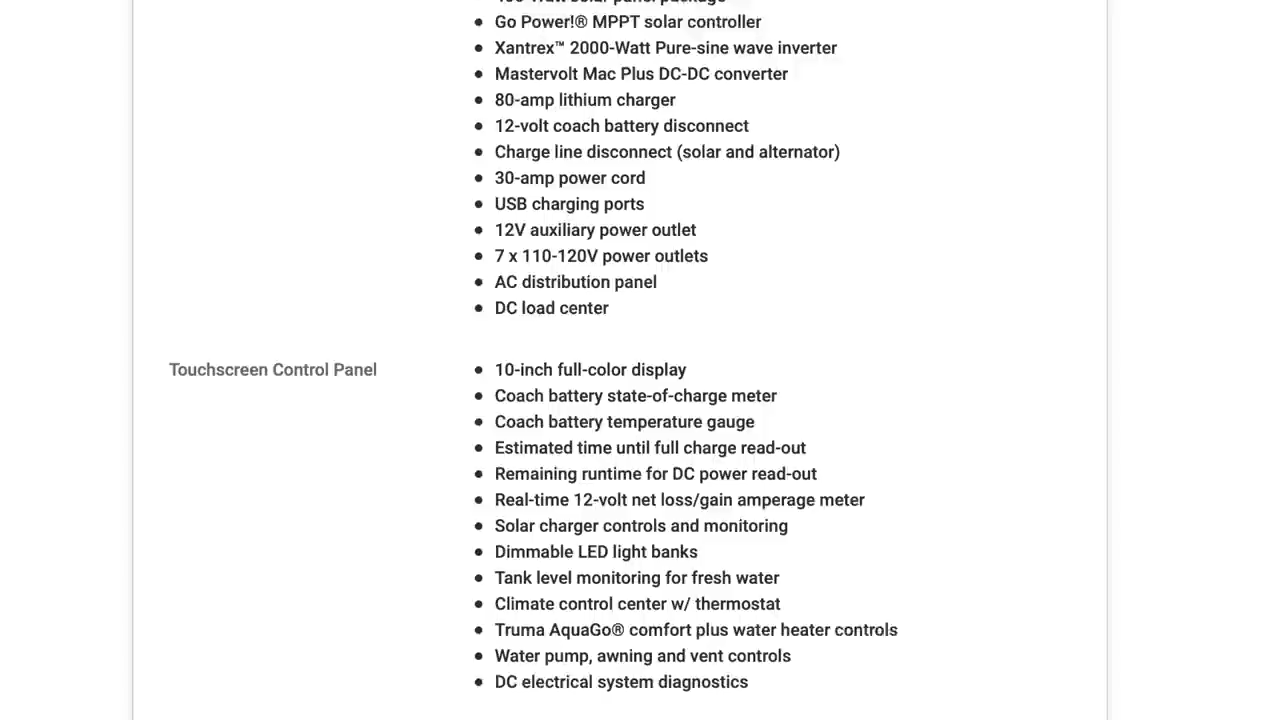 Go Power!® MPPT solar controller
Xantrex™ 2000-Watt Pure-sine wave inverter
Mastervolt Mac Plus DC-DC converter
80-amp lithium charger
12-volt coach battery disconnect
Charge line disconnect (solar and alternator)
30-amp power cord
USB charging ports
12V auxiliary power outlet
7 x 110-120V power outlets
AC distribution panel
DC load center
Touchscreen Control Panel
10-inch full-color display
Coach battery state-of-charge meter
Coach battery temperature gauge
Estimated time until full charge read-out
Remaining runtime for DC power read-out
Real-time 12-volt net loss/gain amperage meter
Solar charger controls and monitoring
Dimmable LED light banks
Tank level monitoring for fresh water
Climate control center w/ thermostat
Truma AquaGo® comfort plus water heater controls
Water pump, awning and vent controls
DC electrical system diagnostics